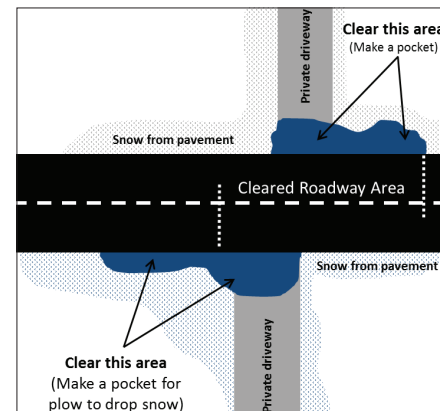 Clear this area
(Make a pocket)
Private driveway
Snow from pavement
Cleared Roadway Area
Snow from pavement
Clear this area
(Make a pocket for
plow to drop snow)
Private driveway